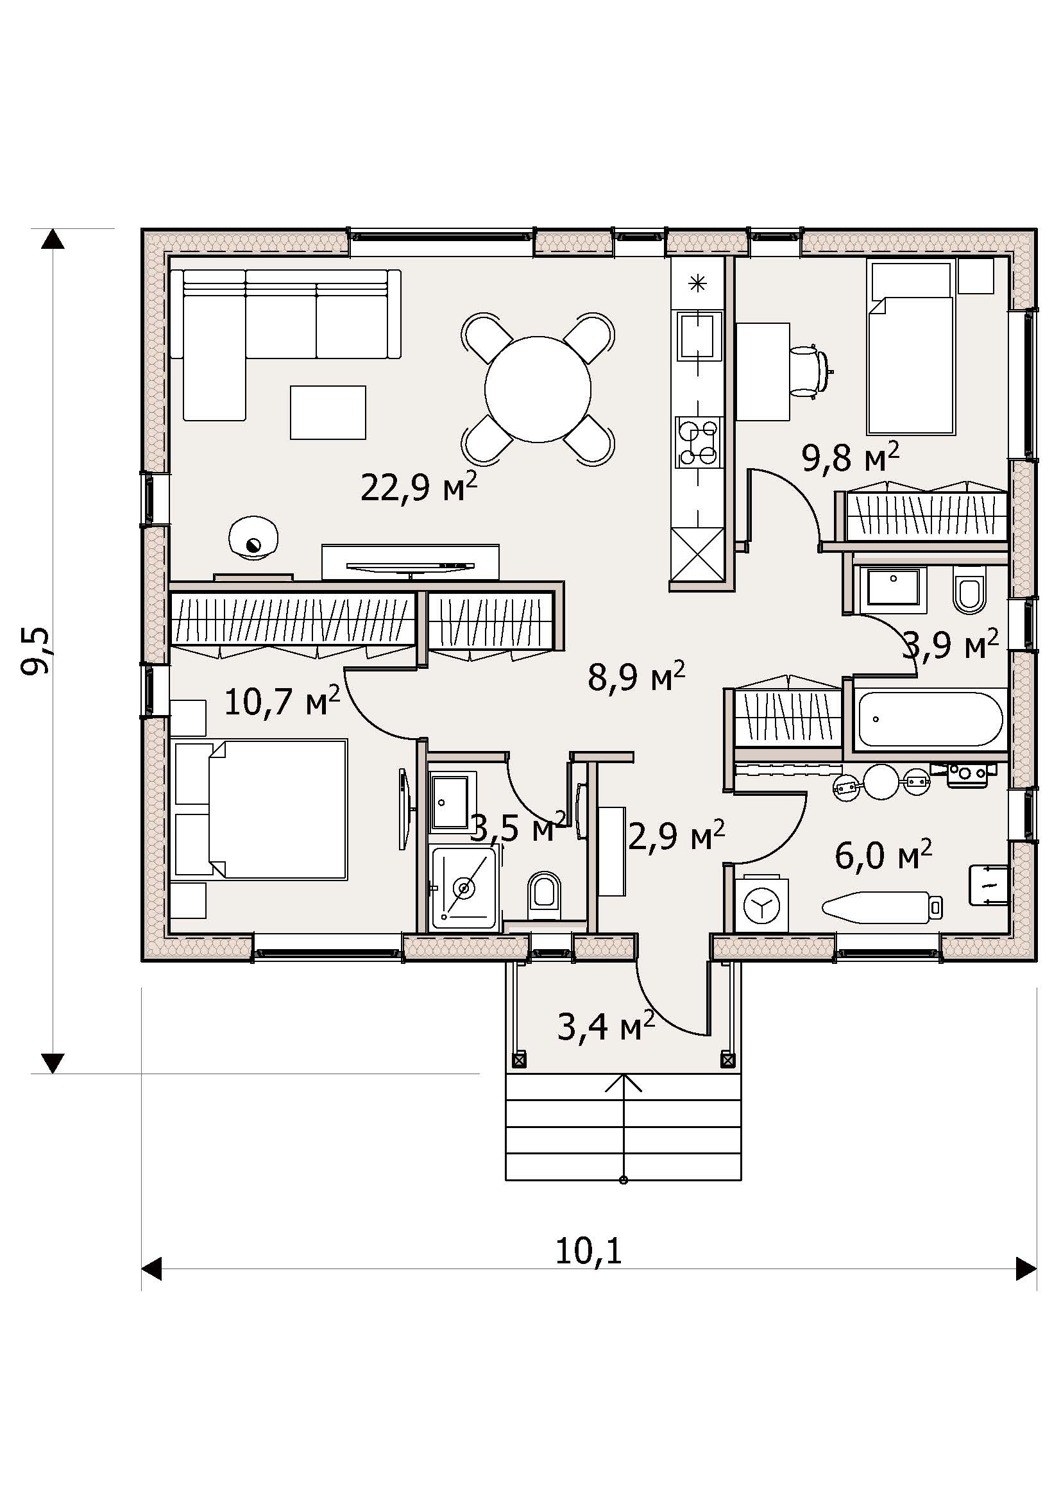 9,8 м²
22,9 м²
9,5
3,9 м²
8,9 м²
10,7 м²
3,5 м²
2,9 м²
6,0 м²
3,4 м²
10,1